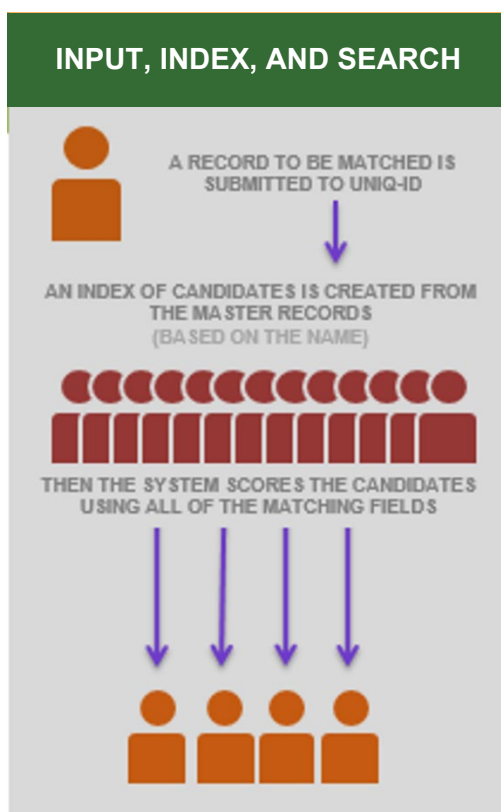 INPUT, INDEX, AND SEARCH
A RECORD TO BE MATCHED IS
SUBMITTED TO UNIQ-ID
AN INDEX OF CANDIDATES IS CREATED FROM
THE MASTER RECORDS
(BASED ON THE NAME)
THEN THE SYSTEM SCORES THE CANDIDATES
USING ALL OF THE MATCHING FIELDS